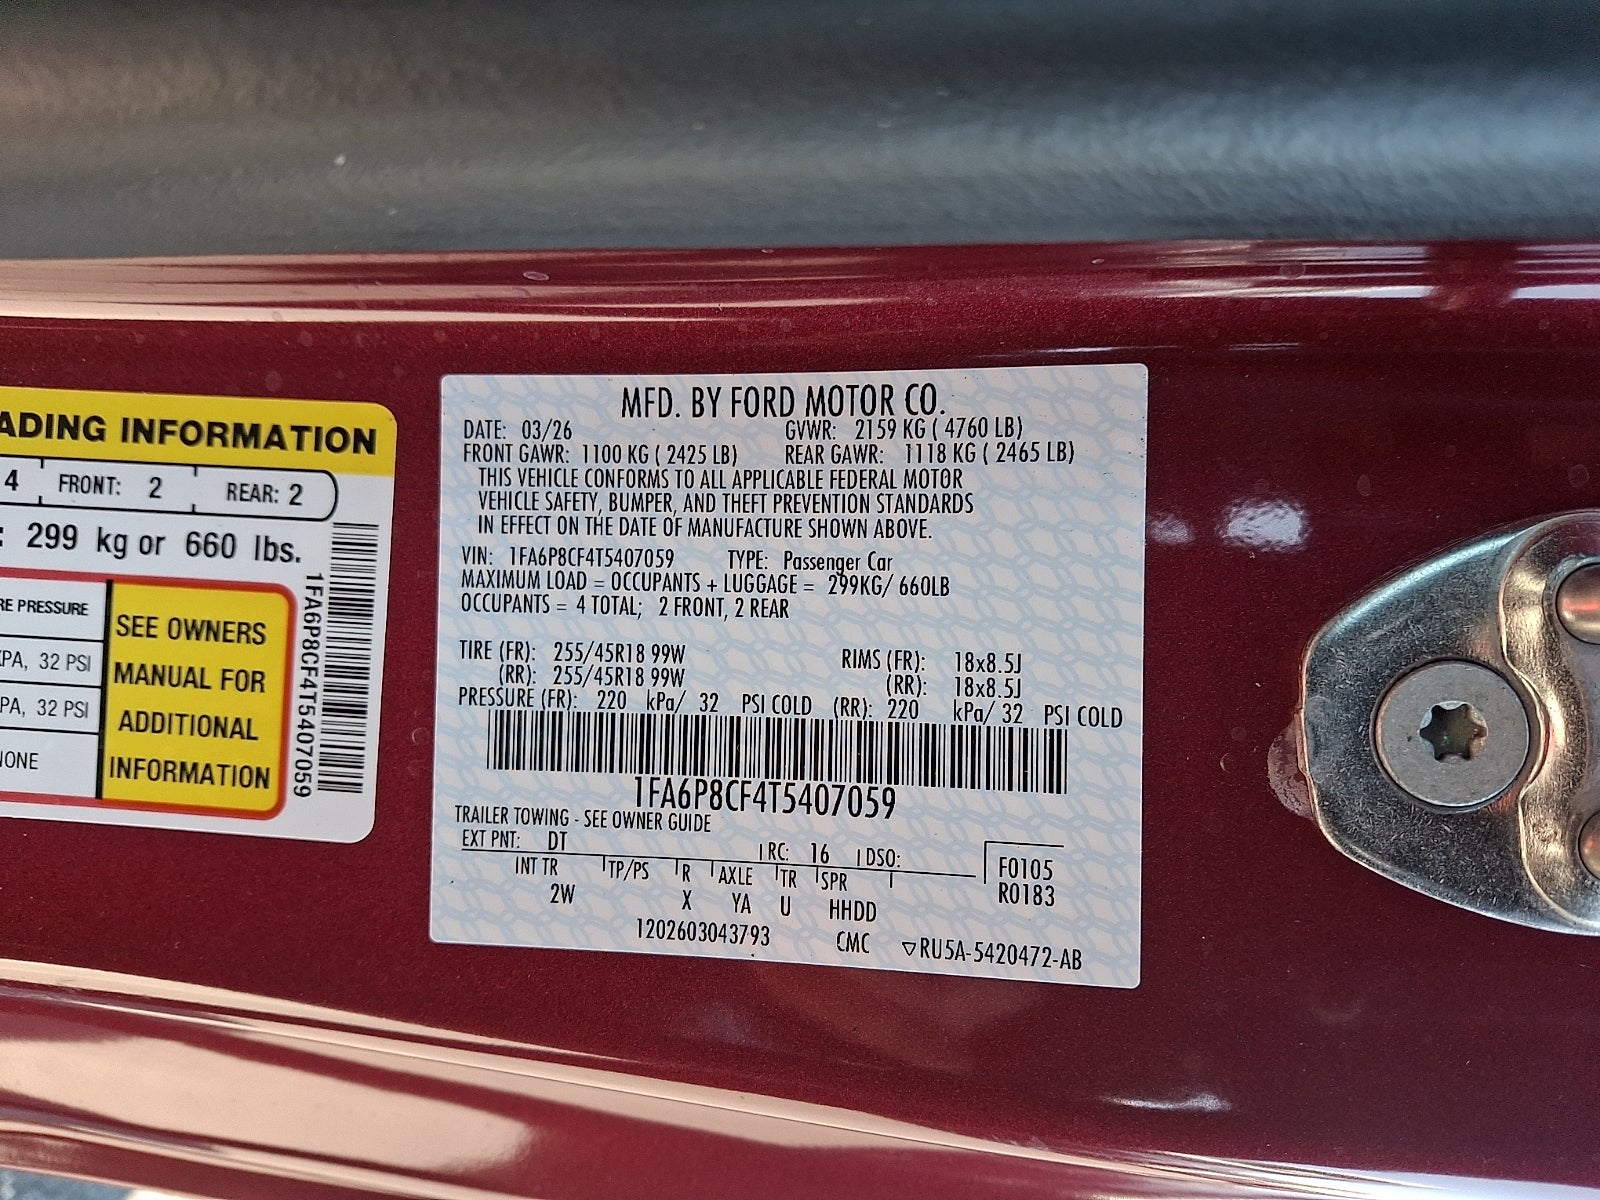 ADING INFORMATION
4 FRONT: 2 REAR: 2
: 299 kg or 660 lbs.
RE PRESSURE
KPA, 32 PSI
PA, 32 PSI
NONE
SEE OWNERS
MANUAL FOR
ADDITIONAL
INFORMATION
1FA6P8CF4T5407059
MFD. BY FORD MOTOR CO.
DATE: 03/26 GVWR: 2159 KG ( 4760 LB)
FRONT GAWR: 1100 KG ( 2425 LB) REAR GAWR: 1118 KG ( 2465 LB)
THIS VEHICLE CONFORMS TO ALL APPLICABLE FEDERAL MOTOR
VEHICLE SAFETY, BUMPER, AND THEFT PREVENTION STANDARDS
IN EFFECT ON THE DATE OF MANUFACTURE SHOWN ABOVE.
VIN: 1FA6P8CF4T5407059 TYPE: Passenger Car
MAXIMUM LOAD = OCCUPANTS + LUGGAGE = 299KG/ 660LB
OCCUPANTS = 4 TOTAL; 2 FRONT, 2 REAR
TIRE (FR): 255/45R18 99W RIMS (FR): 18x8.5J
(RR): 255/45R18 99W (RR): 18x8.5J
PRESSURE (FR): 220 kPa/ 32 PSI COLD (RR): 220 kPa/ 32 PSI COLD
1FA6P8CF4T5407059
TRAILER TOWING - SEE OWNER GUIDE
EXT PNT: DT RC: 16 DSO: F0105
INT TR TP/PS R AXLE TR SPR R0183
2W X YA U HHDD
1202603043793 CMC RU5A-5420472-AB